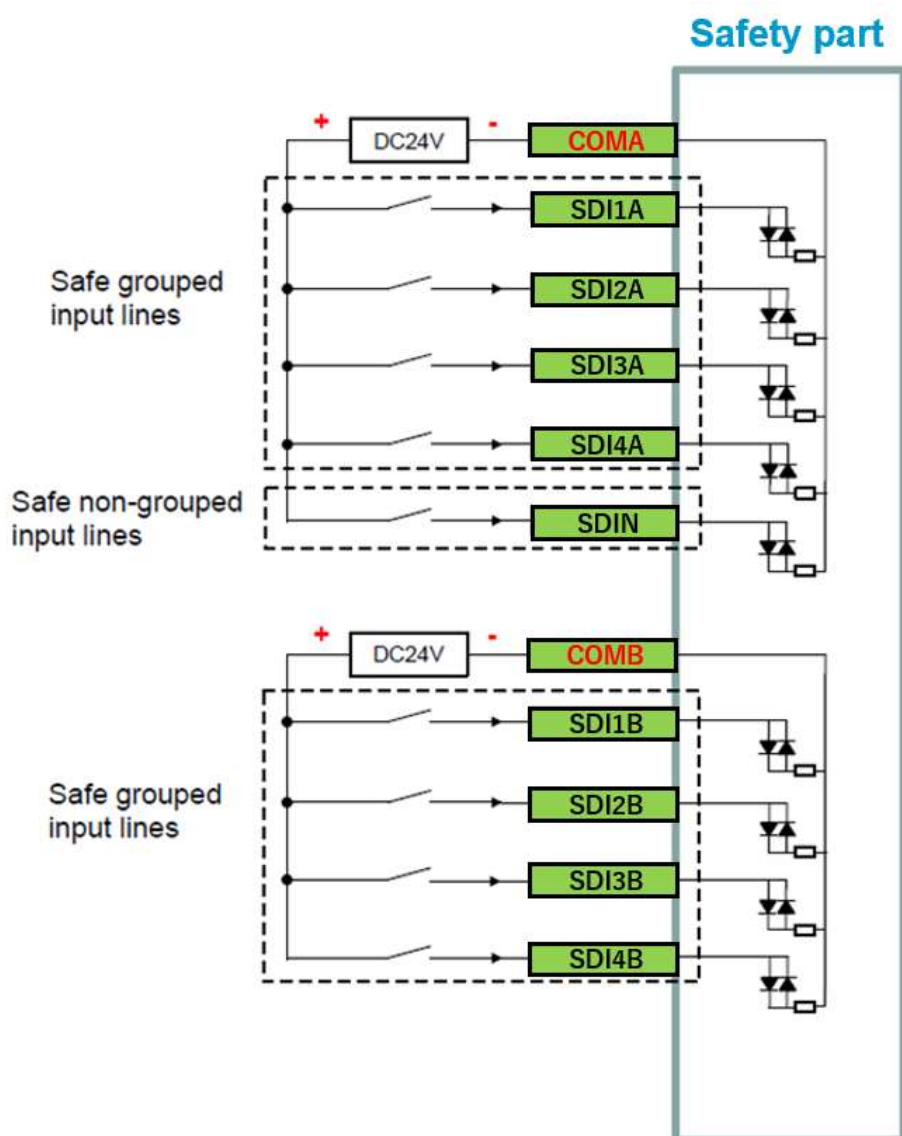 Safety part
+ DC24V - COMA
SDI1A
Safe grouped
input lines
SDI2A
SDI3A
SDI4A
Safe non-grouped
input lines
SDIN
+ DC24V - COMB
SDI1B
Safe grouped
input lines
SDI2B
SDI3B
SDI4B